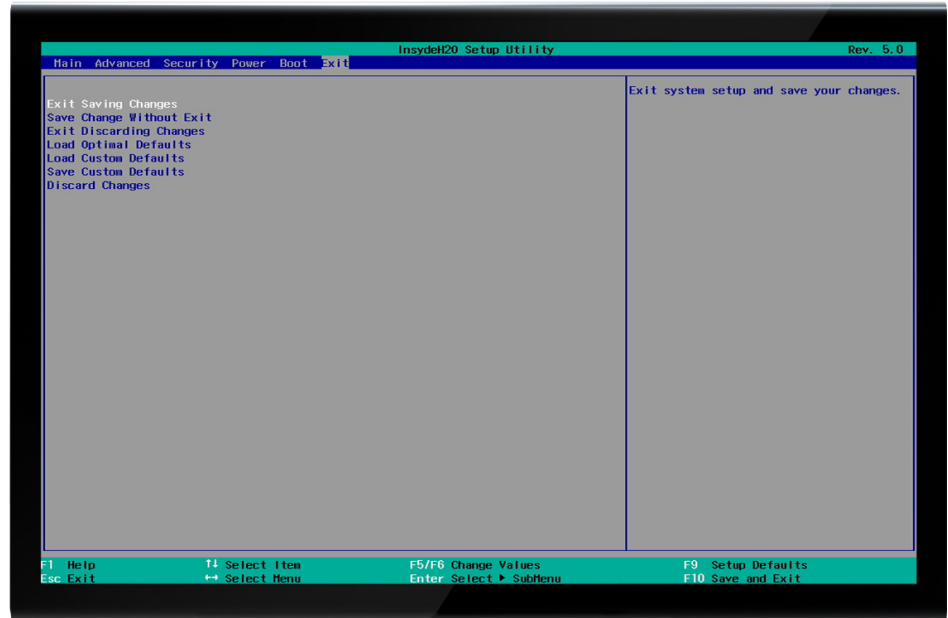 InsydeH20 Setup Utility Rev. 5.0
Main Advanced Security Power Boot Exit
Exit Saving Changes
Save Change Without Exit
Exit Discarding Changes
Load Optimal Defaults
Load Custom Defaults
Save Custom Defaults
Discard Changes
Exit system setup and save your changes.
F1 Help ↑↓ Select Item F5/F6 Change Values F9 Setup Defaults
Esc Exit ↔ Select Menu Enter Select ▶ SubMenu F10 Save and Exit